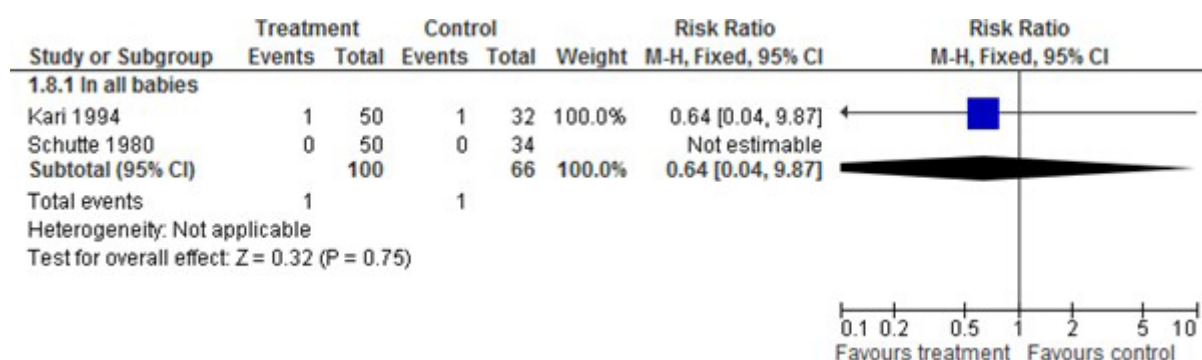 Treatment Control Risk Ratio Risk Ratio
Study or Subgroup Events Total Events Total Weight M-H, Fixed, 95% CI M-H, Fixed, 95% CI
1.8.1 In all babies
Kari 1994 1 50 1 32 100.0% 0.64 [0.04, 9.87]
Schutte 1980 0 50 0 34 Not estimable
Subtotal (95% CI) 100 66 100.0% 0.64 [0.04, 9.87]
Total events 1 1
Heterogeneity: Not applicable
Test for overall effect: Z = 0.32 (P = 0.75)
0.1 0.2 0.5 1 2 5 10
Favours treatment Favours control